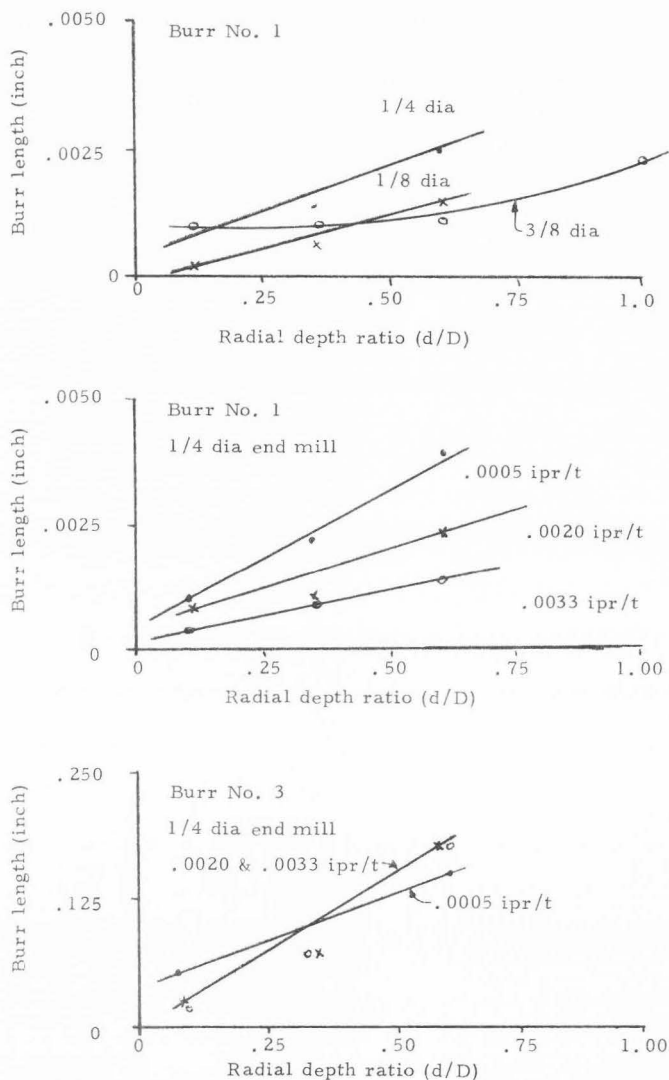 Burr length (inch)
.0050
.0025
0
Burr No. 1
1/4 dia
1/8 dia
3/8 dia
0 .25 .50 .75 1.0
Radial depth ratio (d/D)
Burr length (inch)
.0050
.0025
0
Burr No. 1
1/4 dia end mill
.0005 ipr/t
.0020 ipr/t
.0033 ipr/t
0 .25 .50 .75 1.00
Radial depth ratio (d/D)
Burr length (inch)
.250
.125
0
Burr No. 3
1/4 dia end mill
.0020 & .0033 ipr/t
.0005 ipr/t
0 .25 .50 .75 1.00
Radial depth ratio (d/D)